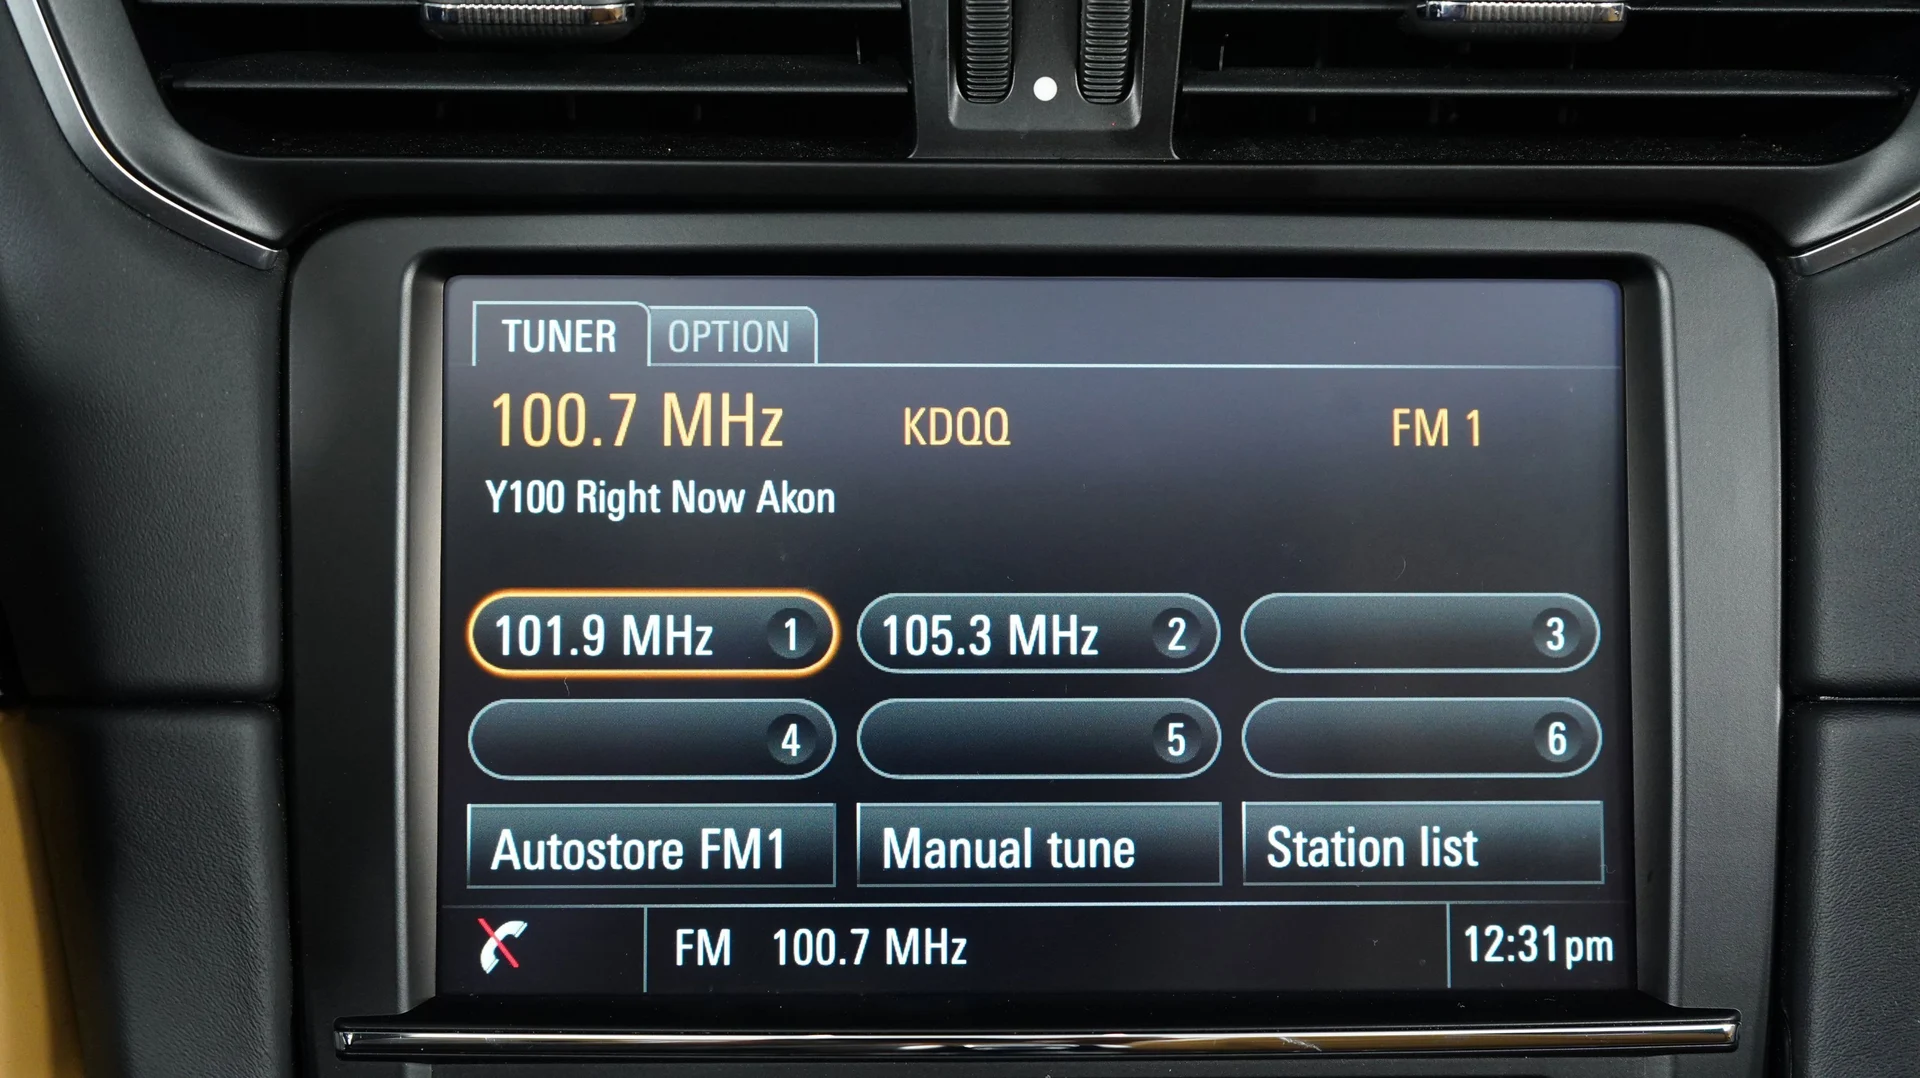 TUNER OPTION
100.7 MHz KDQQ FM 1
Y100 Right Now Akon
101.9 MHz 1 105.3 MHz 2 3
4 5 6
Autostore FM1 Manual tune Station list
FM 100.7 MHz 12:31pm